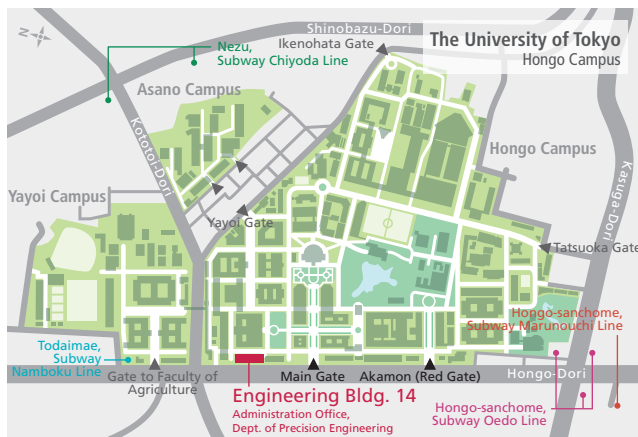 Shinobazu-Dori
The University of Tokyo
Hongo Campus
Nezu,
Subway Chiyoda Line
Ikenohata Gate
N
Asano Campus
Kototoi-Dori
Hongo Campus
Kasuga-Dori
Yayoi Campus
Yayoi Gate
Tatsuoka Gate
Hongo-sanchome,
Subway Marunouchi Line
Todaimae,
Subway
Namboku Line
Gate to Faculty of
Agriculture
Main Gate
Akamon (Red Gate)
Hongo-Dori
Engineering Bldg. 14
Administration Office,
Dept. of Precision Engineering
Hongo-sanchome,
Subway Oedo Line